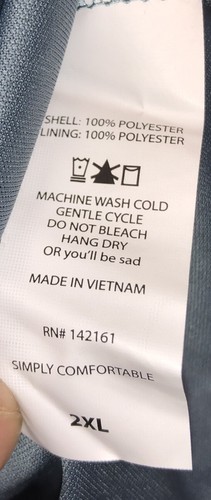 SHELL: 100% POLYESTER
LINING: 100% POLYESTER
MACHINE WASH COLD
GENTLE CYCLE
DO NOT BLEACH
HANG DRY
OR you'll be sad
MADE IN VIETNAM
RN# 142161
SIMPLY COMFORTABLE
2XL